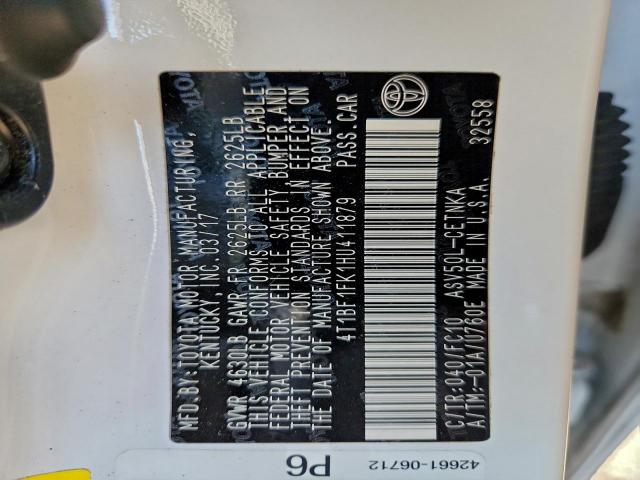 MFD.BY:TOYOTA MOTOR MANUFACTURING,
KENTUCKY, INC. 03/17
GVWR 4630LB GAWR FR 2625LB RR 2625LB
THIS VEHICLE CONFORMS TO ALL APPLICABLE
FEDERAL MOTOR VEHICLE SAFETY BUMPER, AND
THEFT PREVENTION STANDARDS IN EFFECT ON
THE DATE OF MANUFACTURE SHOWN ABOVE.
4T1BF1FK1HU411879 PASS.CAR
C/TR:040/FC10 ASV50L-CETNKA
A/TM:-01A/U760E MADE IN U.S.A. 32558
P6
42661-06712